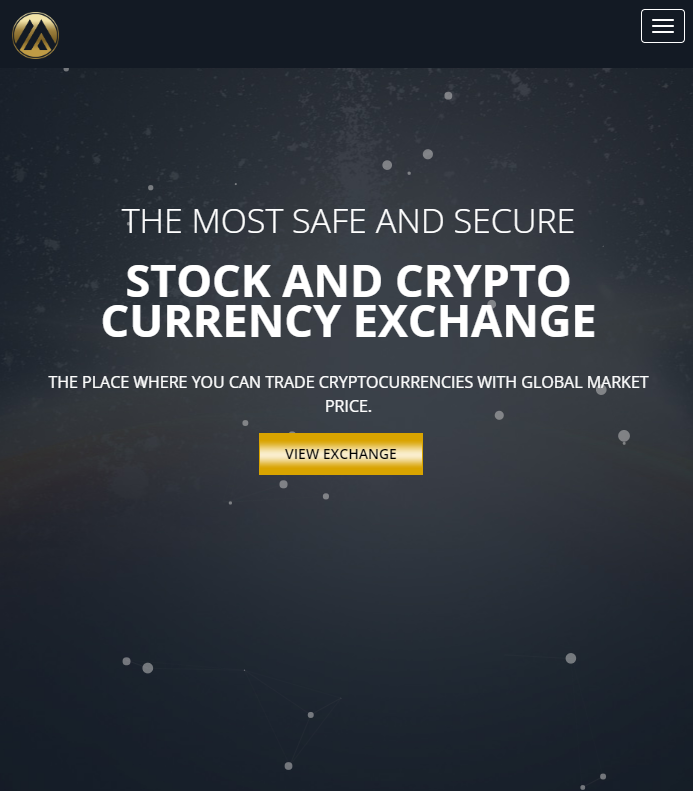 THE MOST SAFE AND SECURE
STOCK AND CRYPTO
CURRENCY EXCHANGE
THE PLACE WHERE YOU CAN TRADE CRYPTOCURRENCIES WITH GLOBAL MARKET
PRICE.
VIEW EXCHANGE